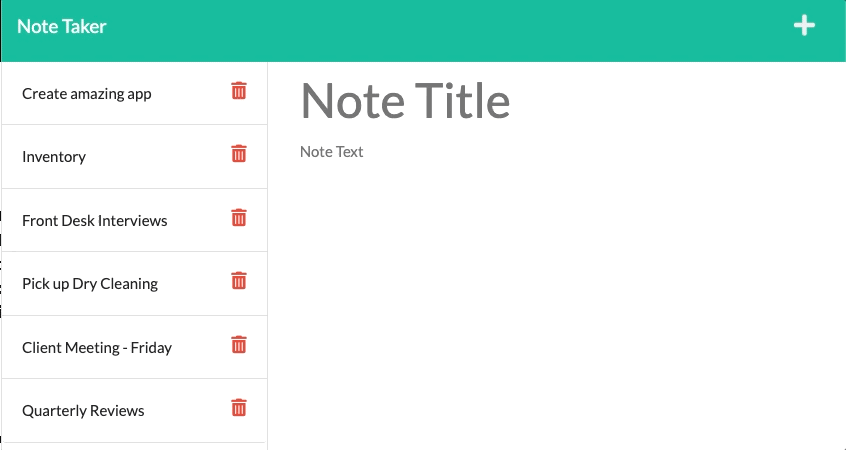 Note Taker
Create amazing app
Inventory
Front Desk Interviews
Pick up Dry Cleaning
Client Meeting - Friday
Quarterly Reviews
Note Title
Note Text